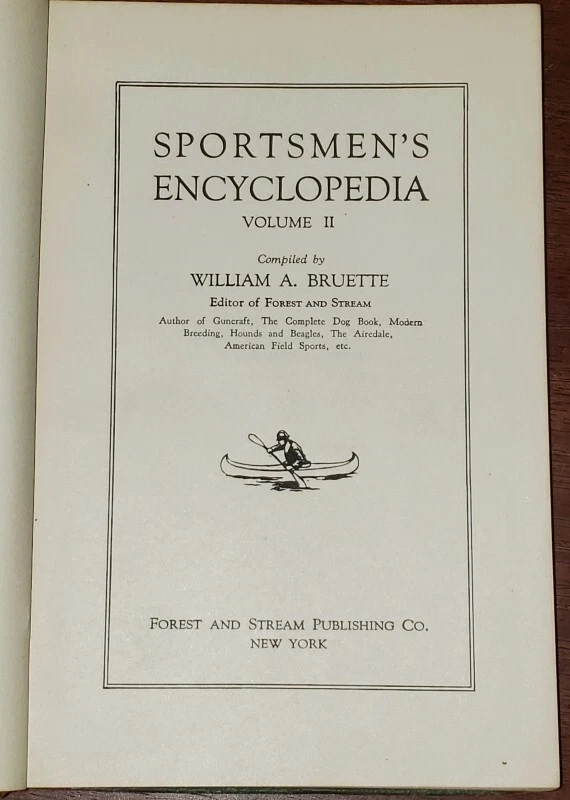 SPORTSMEN'S
ENCYCLOPEDIA
VOLUME II
Compiled by
WILLIAM A. BRUETTE
Editor of FOREST AND STREAM
Author of Guncraft, The Complete Dog Book, Modern
Breeding, Hounds and Beagles, The Airedale,
American Field Sports, etc.
FOREST AND STREAM PUBLISHING CO.
NEW YORK